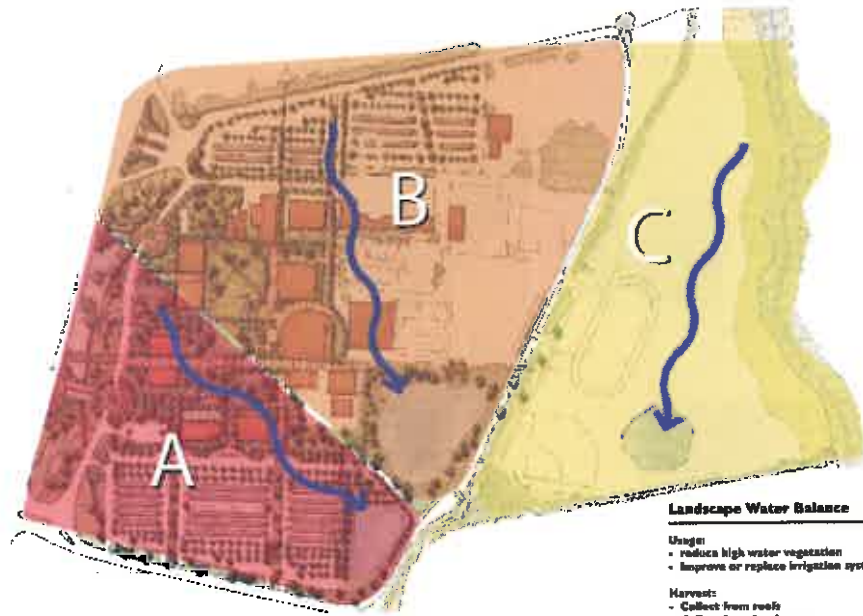 B
C
A
Landscape Water Balance
Usage:
- reduce high water vegetation
- Improve or replace irrigation syst
Harvest:
- Collect from roofs